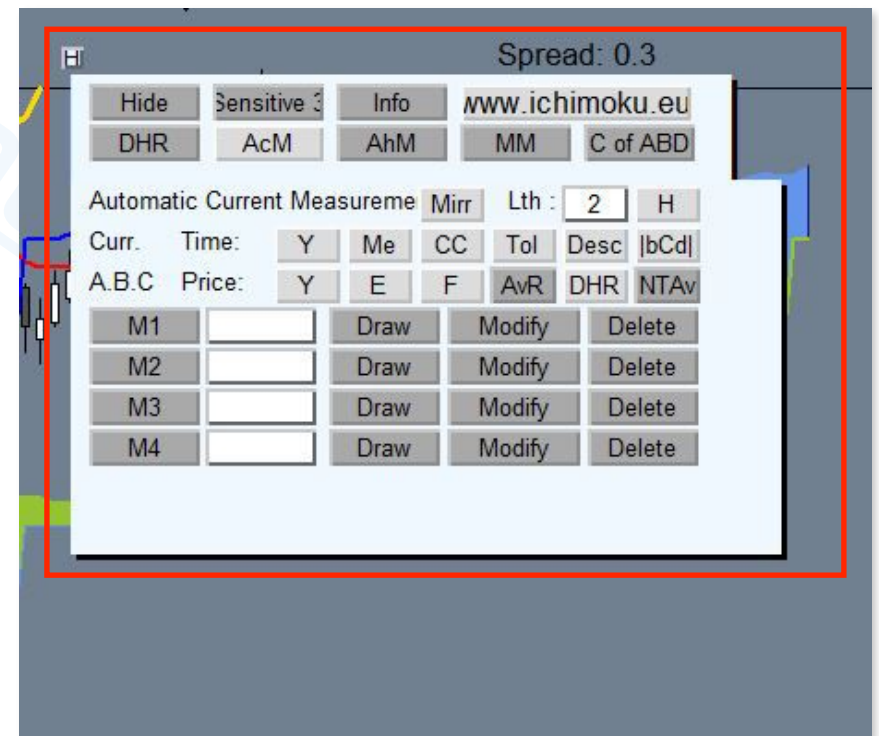 H Spread: 0.3
Hide Sensitive 3 Info www.ichimoku.eu
DHR AcM AhM MM C of ABD
Automatic Current Measureme Mirr Lth : 2 H
Curr. Time: Y Me CC Tol Desc |bCd|
A.B.C Price: Y E F AvR DHR NTAv
M1 Draw Modify Delete
M2 Draw Modify Delete
M3 Draw Modify Delete
M4 Draw Modify Delete